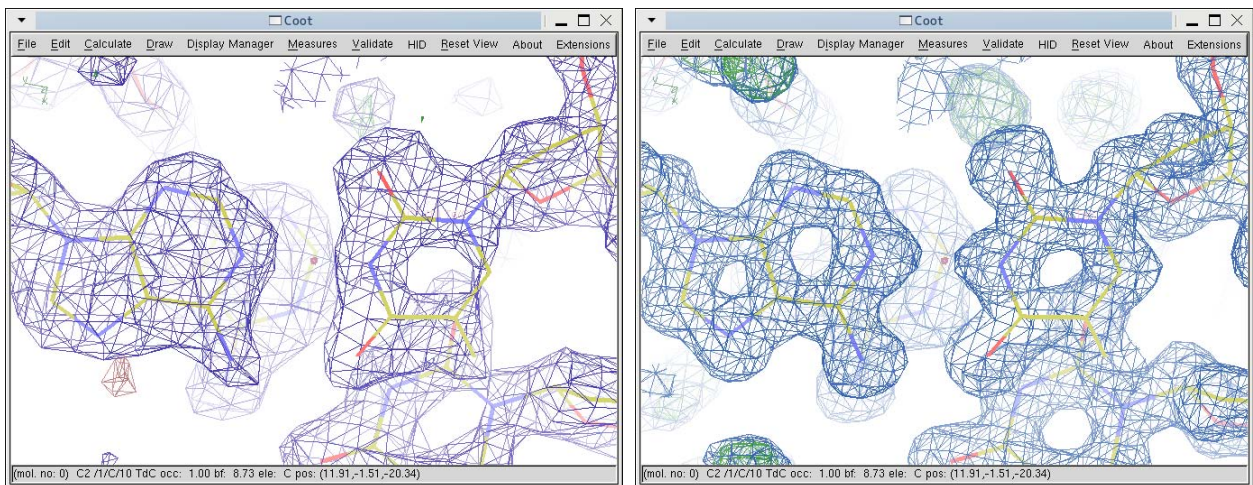 Coot
File Edit Calculate Draw Display Manager Measures Validate HID Reset View About Extensions
(mol. no: 0) C2 /1/C/10 TdC occ: 1.00 bf: 8.73 ele: C pos: (11.91,-1.51,-20.34)
Coot
File Edit Calculate Draw Display Manager Measures Validate HID Reset View About Extensions
(mol. no: 0) C2 /1/C/10 TdC occ: 1.00 bf: 8.73 ele: C pos: (11.91,-1.51,-20.34)